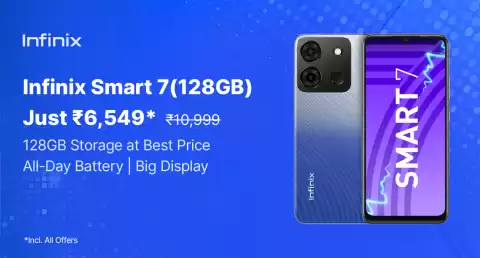 Infinix
Infinix Smart 7(128GB)
Just ₹6,549* ₹10,999
128GB Storage at Best Price
All-Day Battery | Big Display
*Incl. All Offers
Infinix
SMART 7